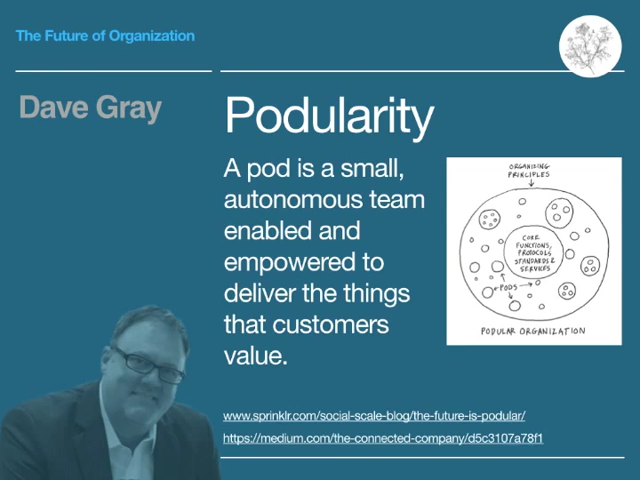 The Future of Organization
Dave Gray
Podularity
A pod is a small,
autonomous team
enabled and
empowered to
deliver the things
that customers
value.
ORGANIZING
PRINCIPLES
CORE
FUNCTIONS,
PROTOCOLS
STANDARDS &
SERVICES
PODS
PODULAR ORGANIZATION
www.sprinklr.com/social-scale-blog/the-future-is-podular/
https://medium.com/the-connected-company/d5c3107a78f1